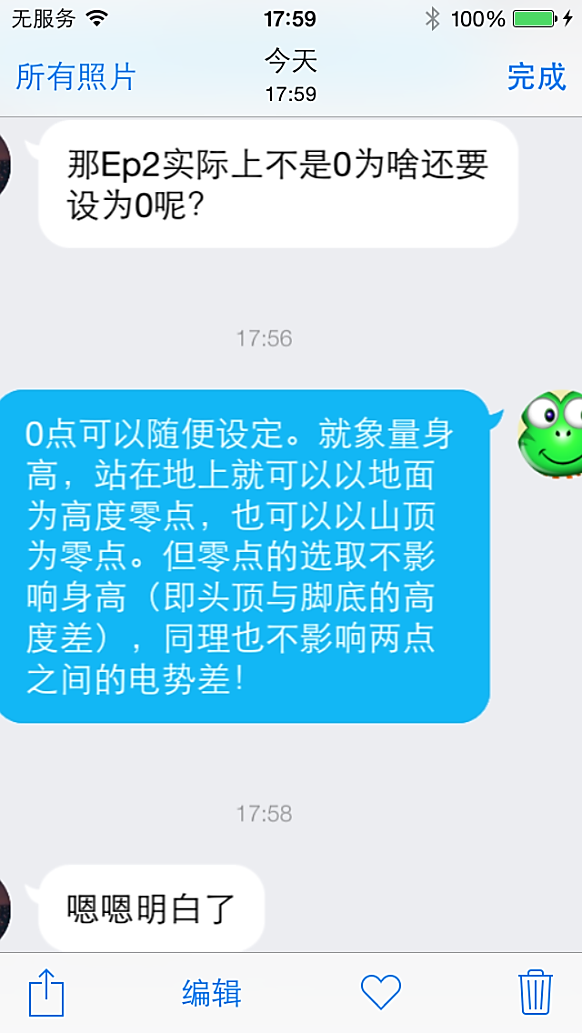 无服务 17:59 100%
所有照片 今天 完成
17:59
那Ep2实际上不是0为啥还要
设为0呢？
17:56
0点可以随便设定。就象量身
高，站在地上就可以以地面
为高度零点，也可以以山顶
为零点。但零点的选取不影
响身高（即头顶与脚底的高
度差），同理也不影响两点
之间的电势差！
17:58
嗯嗯明白了
编辑